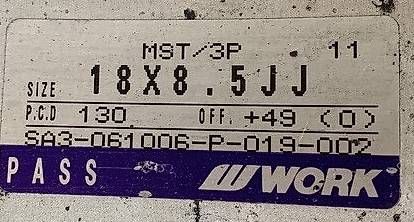 MST/3P 11
SIZE 18X8.5JJ
P.C.D 130 OFF. +49 (0)
SA3-061006-P-019-002
PASS WORK